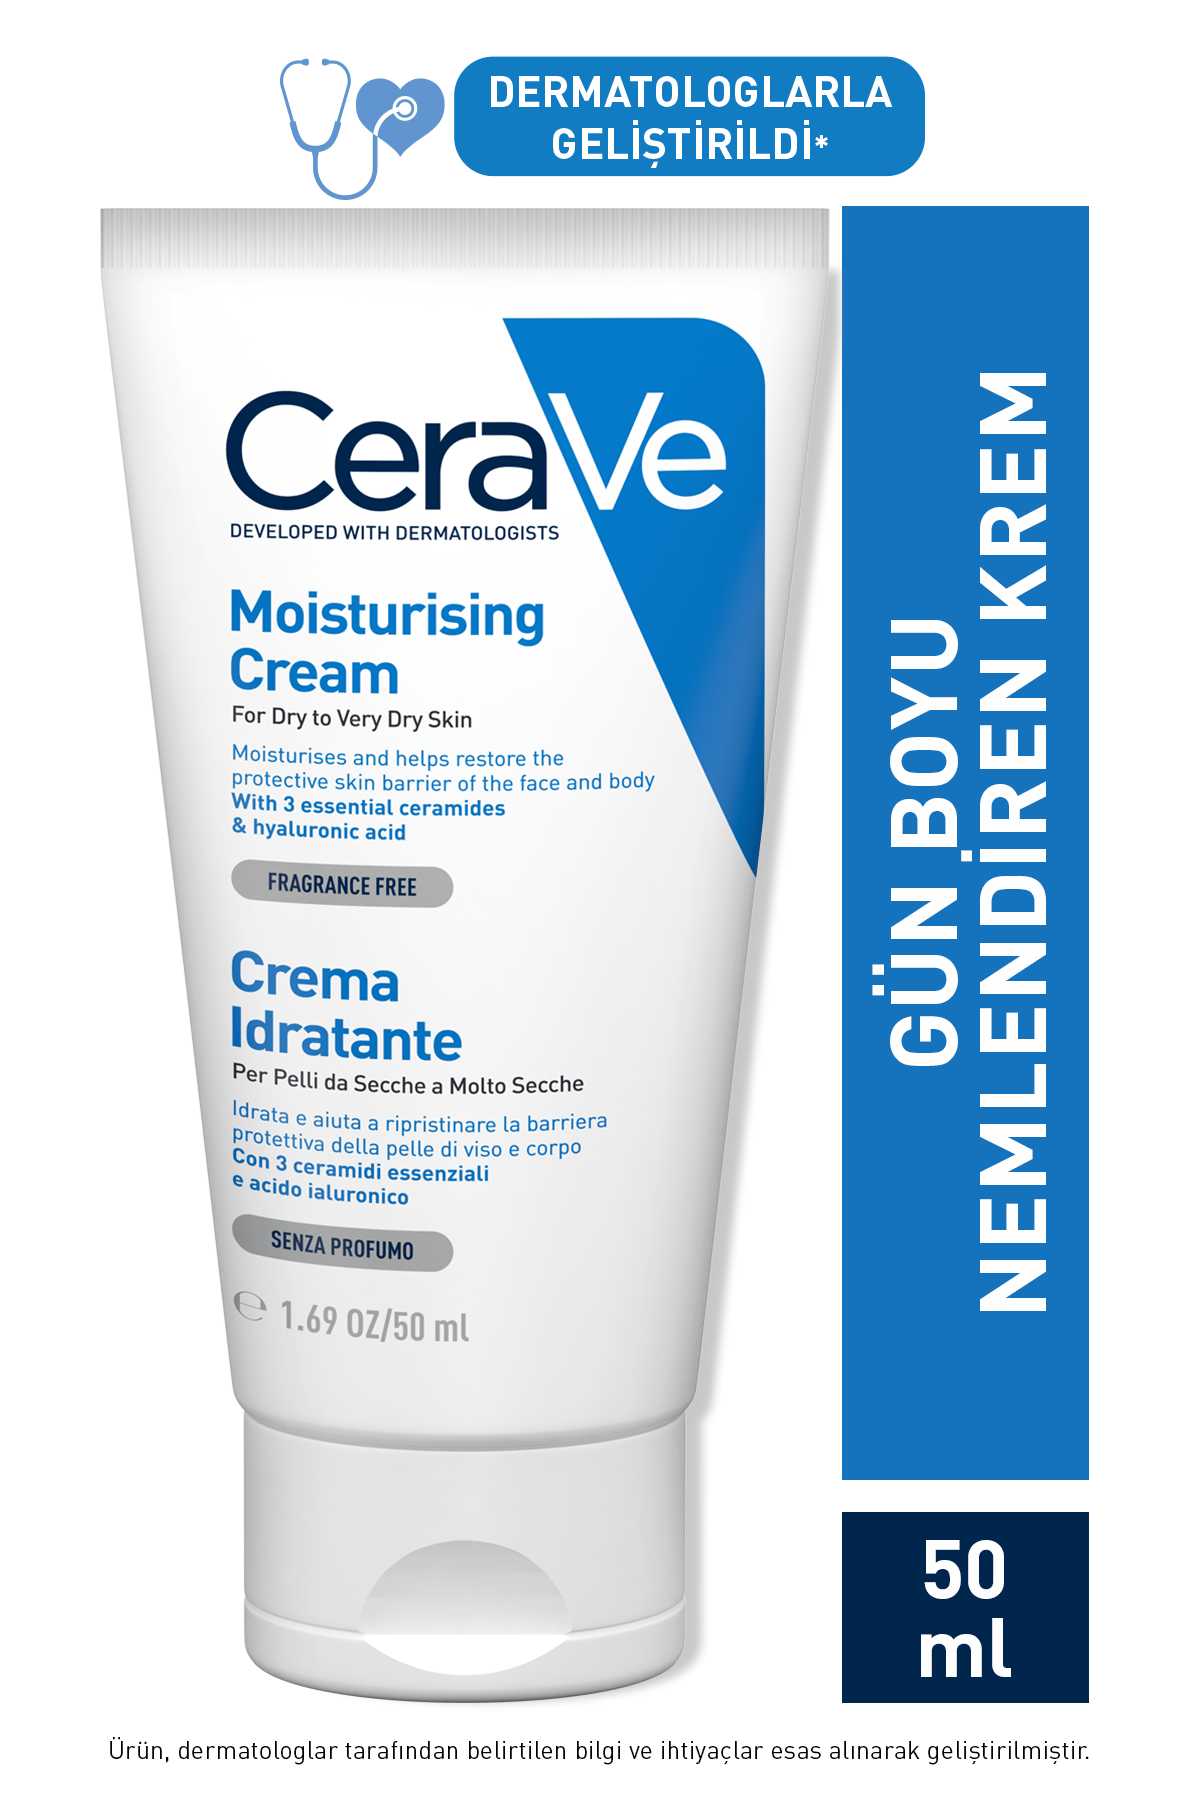 DERMATOLOGLARLA
GELİŞTİRİLDİ*
CeraVe
DEVELOPED WITH DERMATOLOGISTS
Moisturising
Cream
For Dry to Very Dry Skin
Moisturises and helps restore the
protective skin barrier of the face and body
With 3 essential ceramides
& hyaluronic acid
FRAGRANCE FREE
Crema
Idratante
Per Pelli da Secche a Molto Secche
Idrata e aiuta a ripristinare la barriera
protettiva della pelle di viso e corpo
Con 3 ceramidi essenziali
e acido ialuronico
SENZA PROFUMO
℮ 1.69 OZ/50 ml
GÜN BOYU
NEMLENDİREN KREM
50
ml
Ürün, dermatologlar tarafından belirtilen bilgi ve ihtiyaçlar esas alınarak geliştirilmiştir.